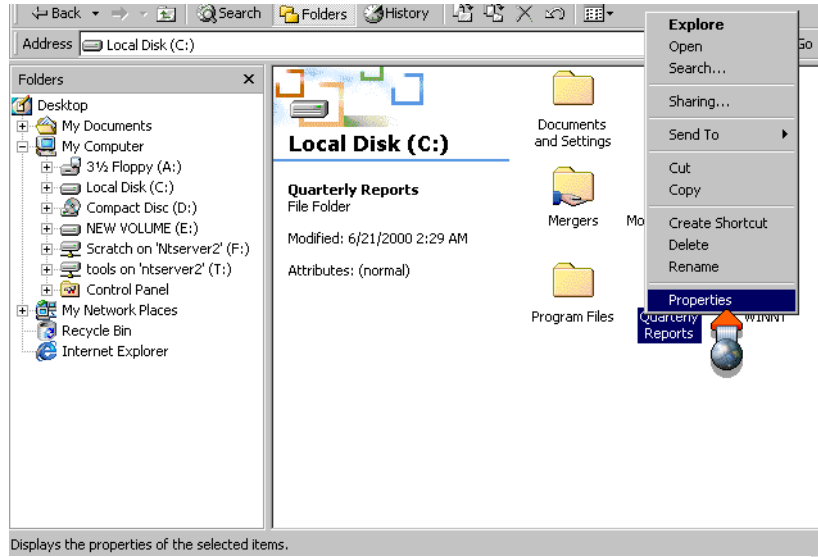 Back
Search
Folders
History
Address
Local Disk (C:)
Go
Folders
Desktop
My Documents
My Computer
3½ Floppy (A:)
Local Disk (C:)
Compact Disc (D:)
NEW VOLUME (E:)
Scratch on 'Ntserver2' (F:)
tools on 'ntserver2' (T:)
Control Panel
My Network Places
Recycle Bin
Internet Explorer
Local Disk (C:)
Quarterly Reports
File Folder
Modified: 6/21/2000 2:29 AM
Attributes: (normal)
Documents
and Settings
Mergers
Mo
Program Files
Quarterly
Reports
WINNT
Explore
Open
Search...
Sharing...
Send To
Cut
Copy
Create Shortcut
Delete
Rename
Properties
Displays the properties of the selected items.